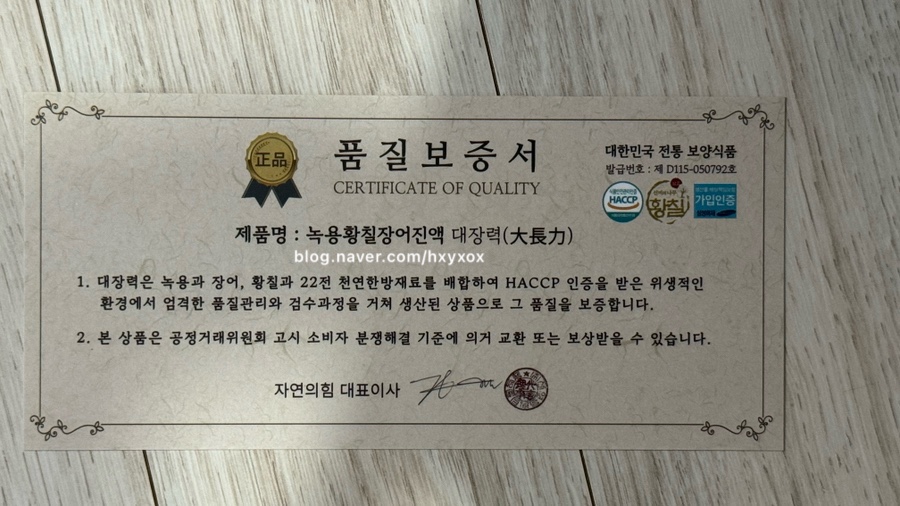 正品
품질보증서
CERTIFICATE OF QUALITY
대한민국 전통 보양식품
발급번호 : 제 D115-050792호
HACCP
황칠
가입인증
제품명 : 녹용황칠장어진액 대장력(大長力)
blog.naver.com/hxyxox
1. 대장력은 녹용과 장어, 황칠과 22전 천연한방재료를 배합하여 HACCP 인증을 받은 위생적인
환경에서 엄격한 품질관리와 검수과정을 거쳐 생산된 상품으로 그 품질을 보증합니다.
2. 본 상품은 공정거래위원회 고시 소비자 분쟁해결 기준에 의거 교환 또는 보상받을 수 있습니다.
자연의힘 대표이사